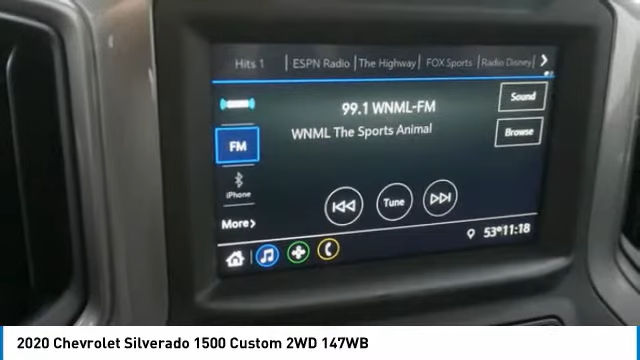 Hits 1 | ESPN Radio | The Highway | FOX Sports | Radio Disney
99.1 WNML-FM
Sound
WNML The Sports Animal
Browse
FM
iPhone
Tune
More
53° 11:18
2020 Chevrolet Silverado 1500 Custom 2WD 147WB